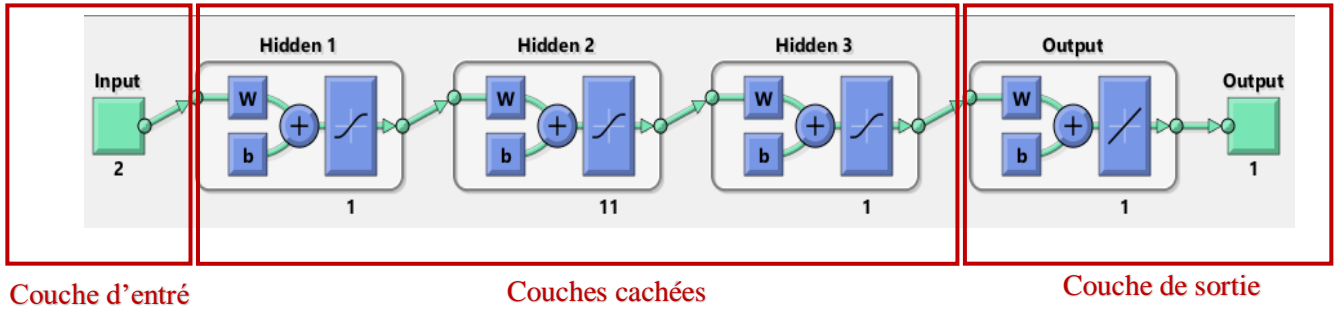 Hidden 1
Hidden 2
Hidden 3
Output
Input
Output
W
W
W
W
+
+
+
+
b
b
b
b
2
1
1
11
1
1
Couche d’entré
Couches cachées
Couche de sortie